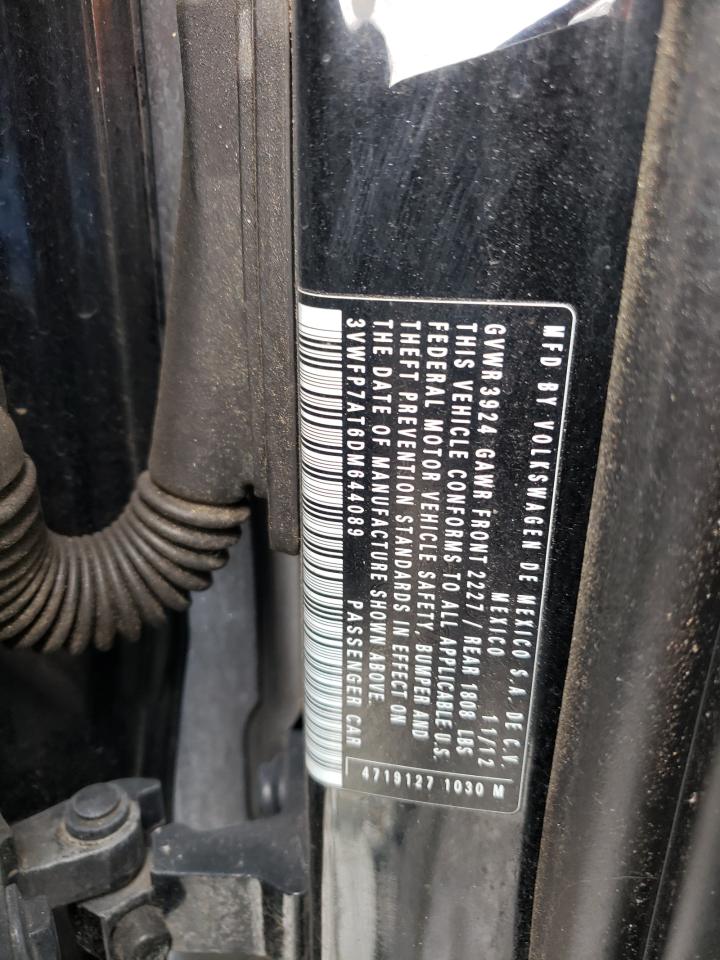 MFD BY VOLKSWAGEN DE MEXICO S.A. DE C.V.
MEXICO 11/12
GVWR 3924 GAWR FRONT 2227 / REAR 1808 LBS
THIS VEHICLE CONFORMS TO ALL APPLICABLE U.S.
FEDERAL MOTOR VEHICLE SAFETY, BUMPER AND
THEFT PREVENTION STANDARDS IN EFFECT ON
THE DATE OF MANUFACTURE SHOWN ABOVE.
3VWFP7AT6DM644089 PASSENGER CAR
4719127 1030 M